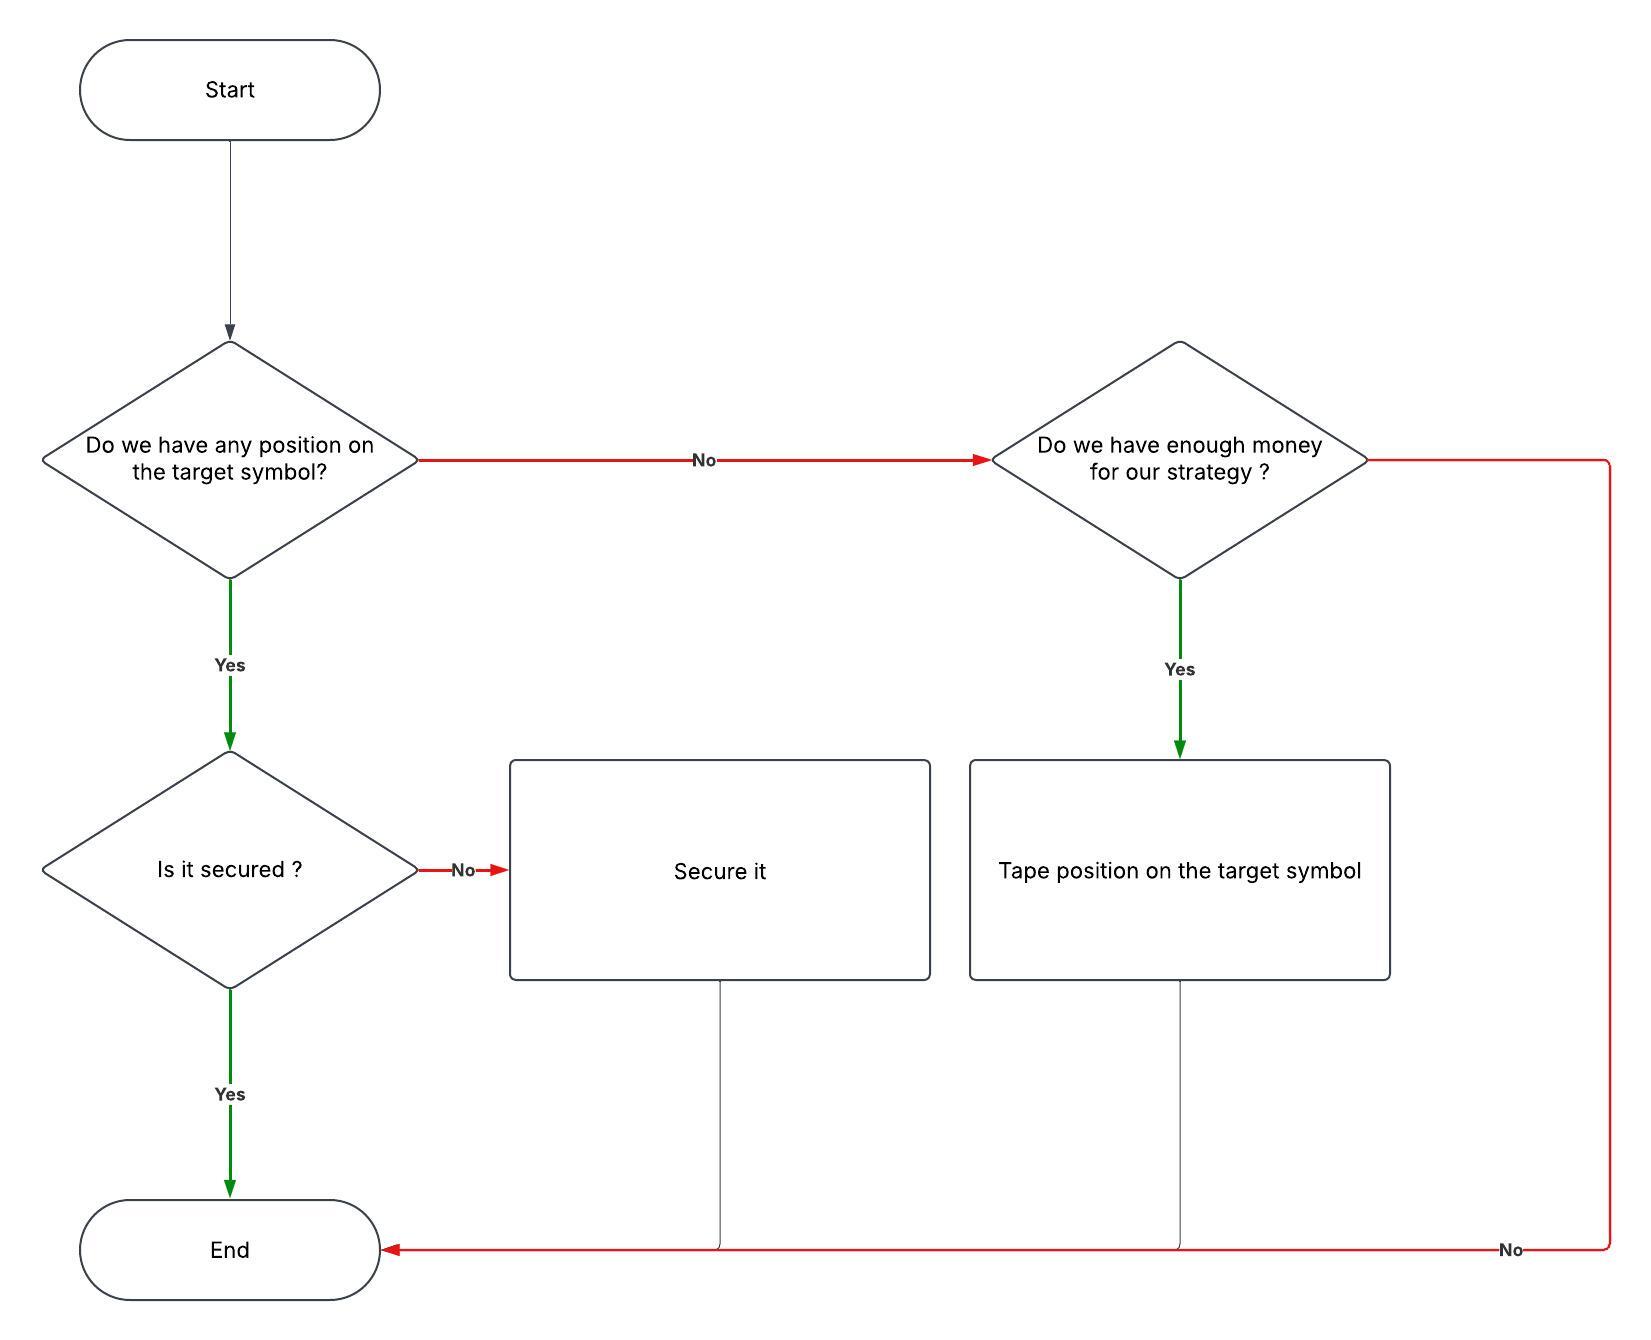 Start
Do we have any position on
the target symbol?
No
Do we have enough money
for our strategy ?
Yes
Yes
Is it secured ?
No
Secure it
Tape position on the target symbol
Yes
End
No